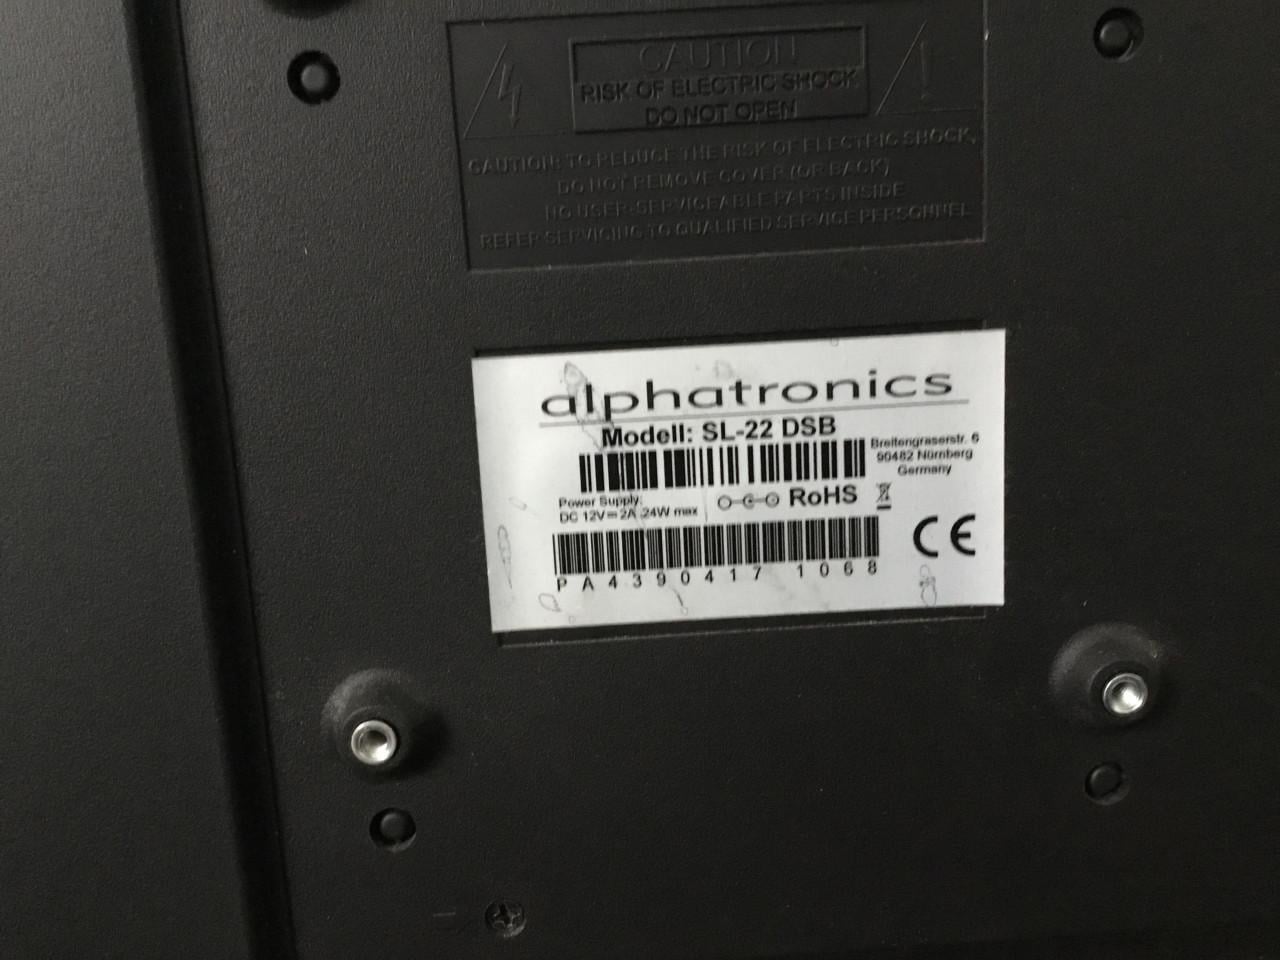 CAUTION
RISK OF ELECTRIC SHOCK
DO NOT OPEN
CAUTION: TO REDUCE THE RISK OF ELECTRIC SHOCK,
DO NOT REMOVE COVER (OR BACK)
NO USER-SERVICEABLE PARTS INSIDE
REFER SERVICING TO QUALIFIED SERVICE PERSONNEL
alphatronics
Modell: SL-22 DSB
Breitengraserstr. 6
90482 Nürnberg
Germany
Power Supply:
DC 12V⎓2A 24W max
RoHS
CE
PA4390417 1068